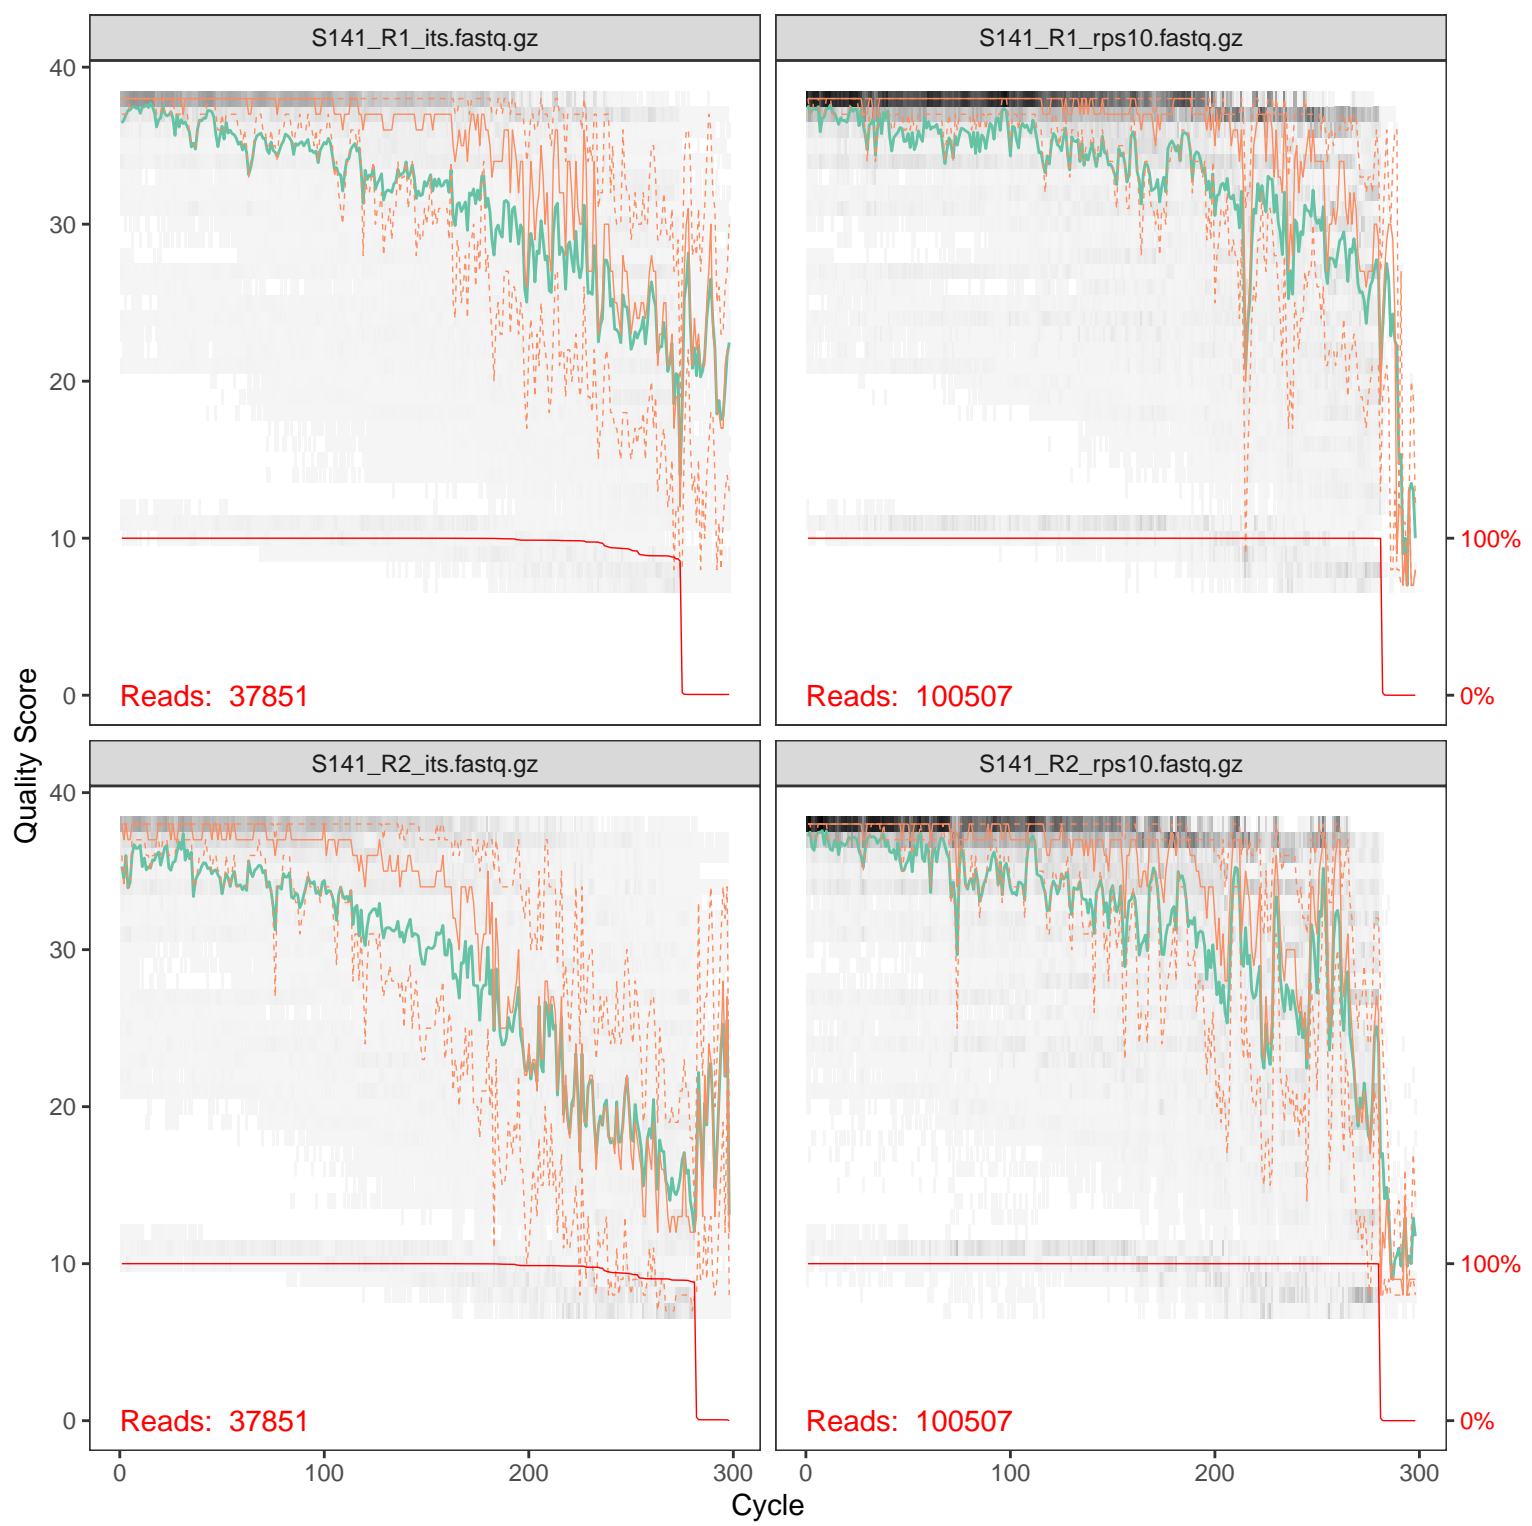 S141_R1_its.fastq.gz
S141_R1_rps10.fastq.gz
40
30
20
10
0
Reads: 37851
Reads: 100507
100%
0%
Quality Score
S141_R2_its.fastq.gz
S141_R2_rps10.fastq.gz
40
30
20
10
0
Reads: 37851
Reads: 100507
100%
0%
0 100 200 300
0 100 200 300
Cycle